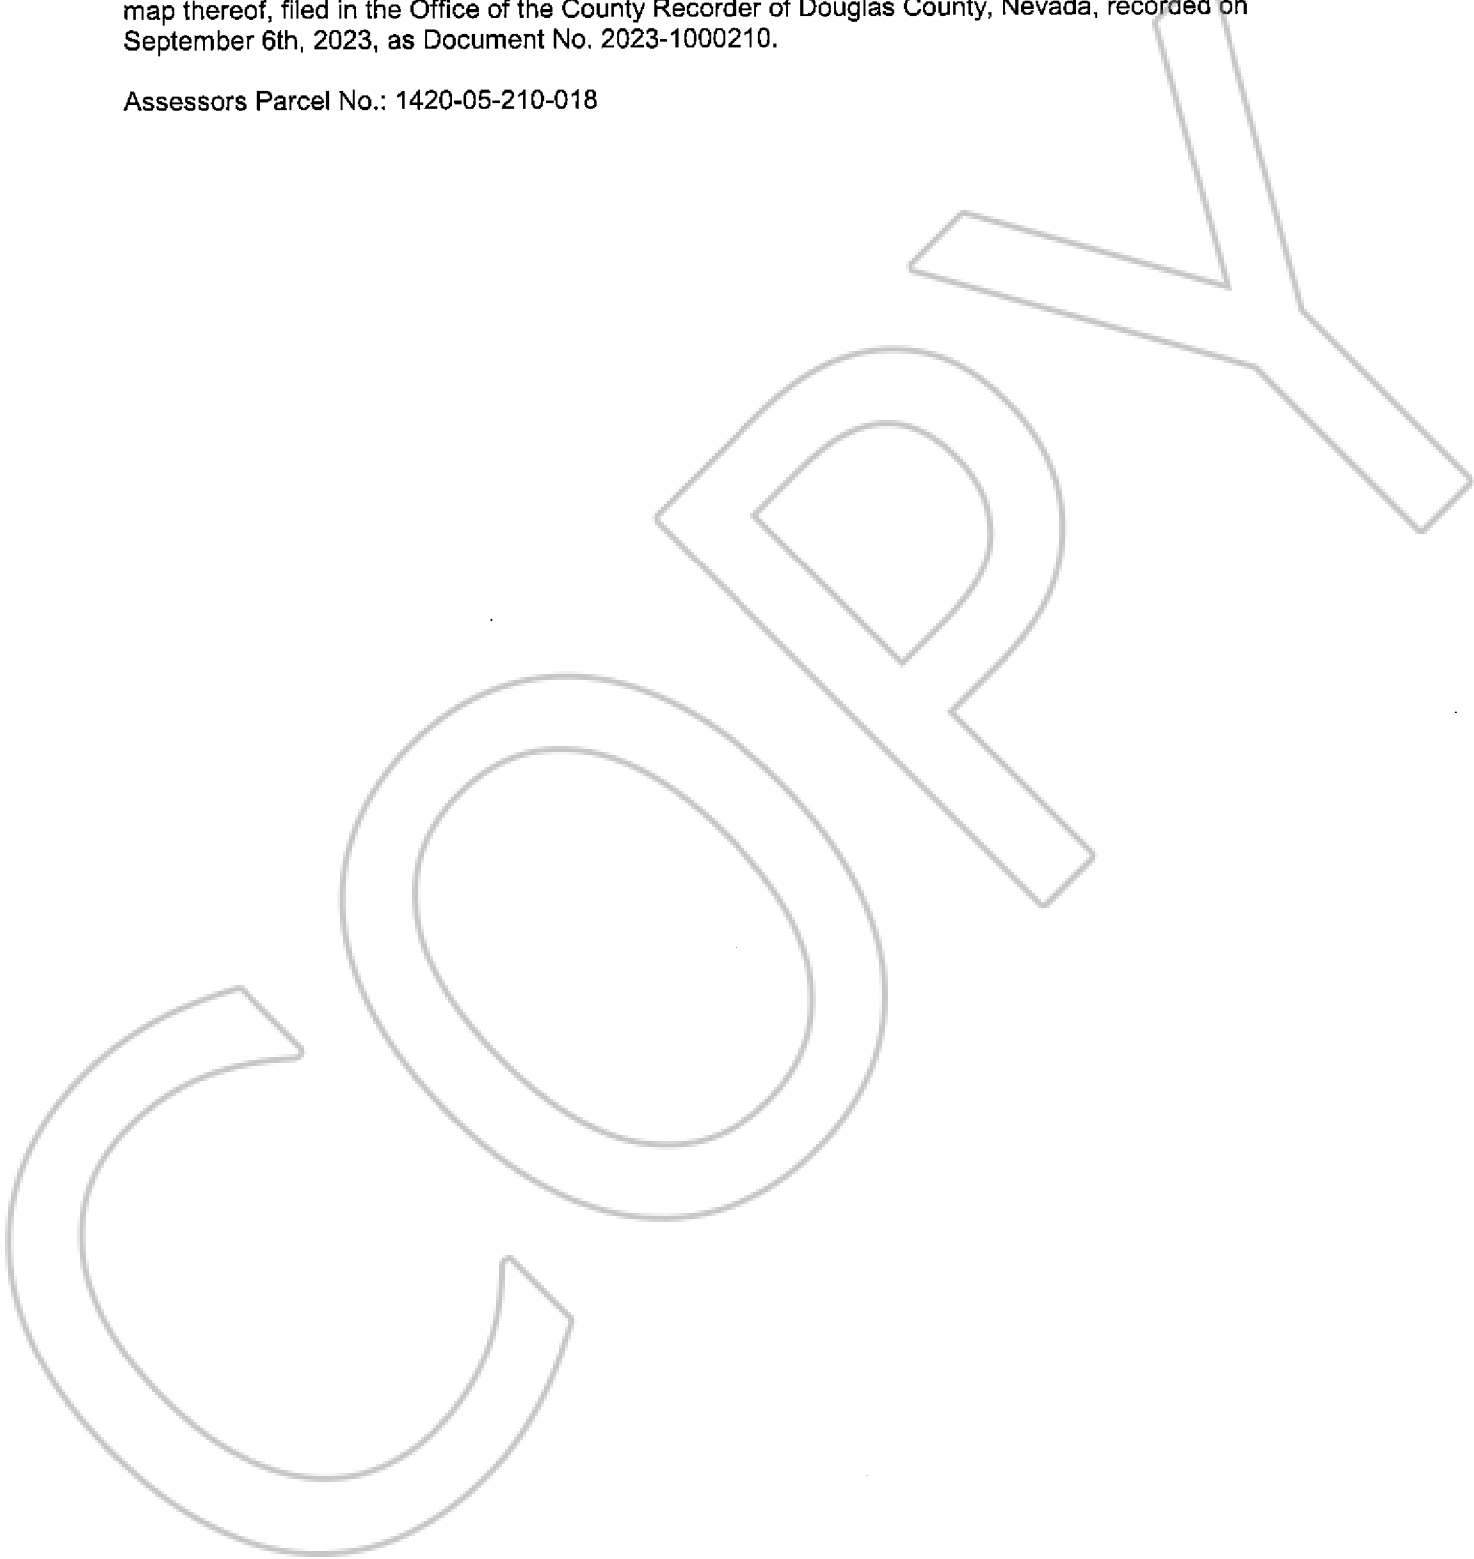 map thereof, filed in the Office of the County Recorder of Douglas County, Nevada, recorded on
September 6th, 2023, as Document No. 2023-1000210.
Assessors Parcel No.: 1420-05-210-018
COPY